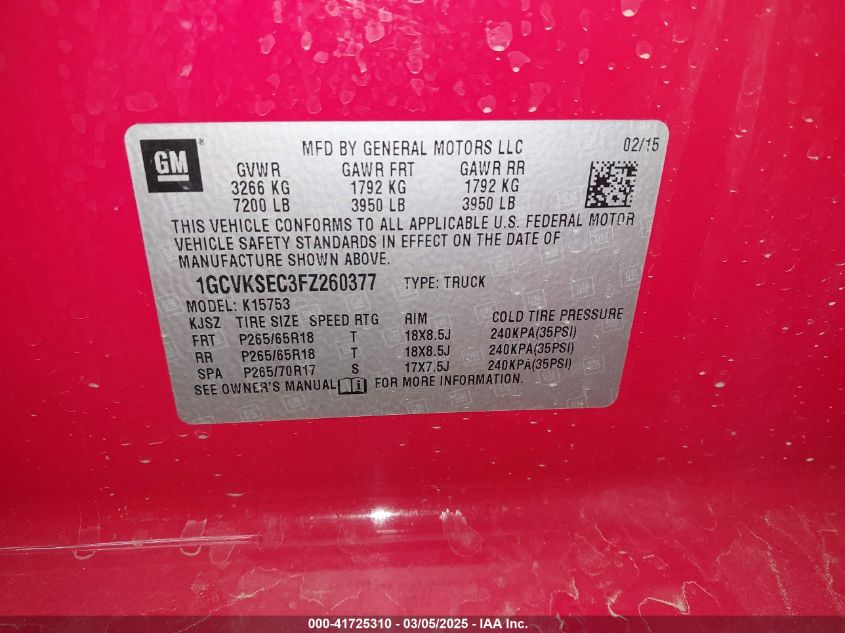 GM ® MFD BY GENERAL MOTORS LLC 02/15
GVWR GAWR FRT GAWR RR
3266 KG 1792 KG 1792 KG
7200 LB 3950 LB 3950 LB
THIS VEHICLE CONFORMS TO ALL APPLICABLE U.S. FEDERAL MOTOR
VEHICLE SAFETY STANDARDS IN EFFECT ON THE DATE OF
MANUFACTURE SHOWN ABOVE.
1GCVKSEC3FZ260377 TYPE: TRUCK
MODEL: K15753
KJSZ TIRE SIZE SPEED RTG RIM COLD TIRE PRESSURE
FRT P265/65R18 T 18X8.5J 240KPA(35PSI)
RR P265/65R18 T 18X8.5J 240KPA(35PSI)
SPA P265/70R17 S 17X7.5J 240KPA(35PSI)
SEE OWNER'S MANUAL FOR MORE INFORMATION.
000-41725310 - 03/05/2025 - IAA Inc.